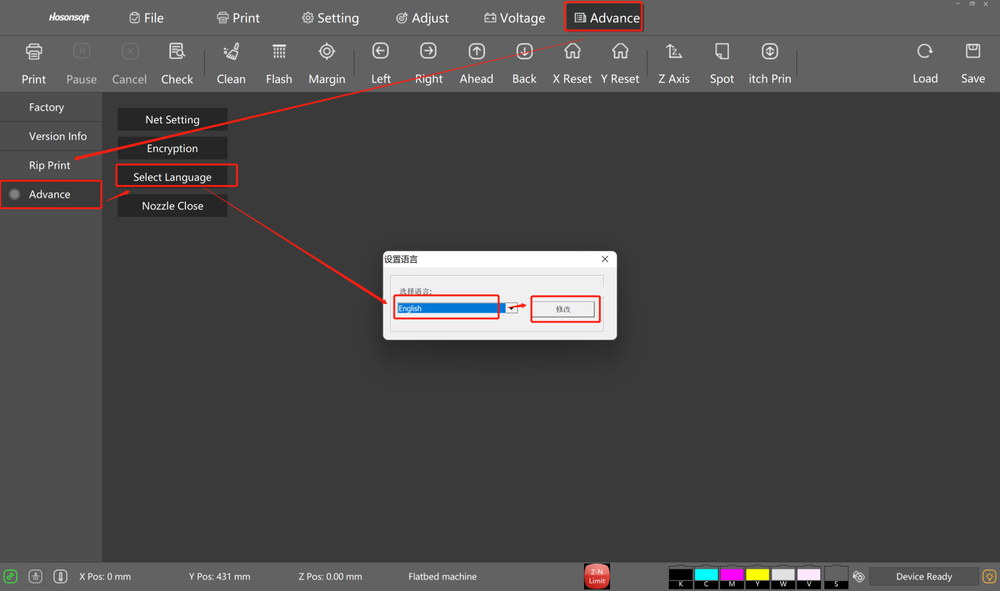 Hosonsoft File Print Setting Adjust Voltage Advance
Print Pause Cancel Check Clean Flash Margin Left Right Ahead Back X Reset Y Reset Z Axis Spot itch Prin Load Save
Factory
Version Info
Rip Print
Advance
Net Setting
Encryption
Select Language
Nozzle Close
设置语言
选择语言:
English
修改
X Pos: 0 mm Y Pos: 431 mm Z Pos: 0.00 mm Flatbed machine
Z-N
Limit
K C M Y W V S
Device Ready